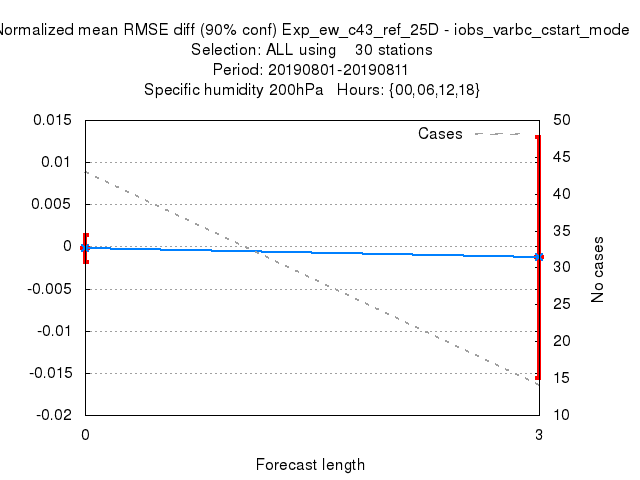 Normalized mean RMSE diff (90% conf) Exp_ew_c43_ref_25D - iobs_varbc_cstart_mode
Selection: ALL using 30 stations
Period: 20190801-20190811
Specific humidity 200hPa Hours: {00,06,12,18}
Cases
0.015
0.01
0.005
0
-0.005
-0.01
-0.015
-0.02
50
45
40
35
30
25
20
15
10
No cases
0 3
Forecast length